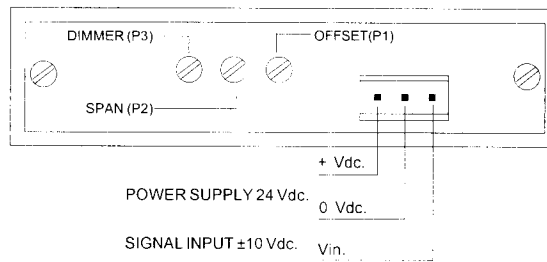 DIMMER (P3)
OFFSET(P1)
SPAN (P2)
+ Vdc.
POWER SUPPLY 24 Vdc.
0 Vdc.
SIGNAL INPUT ±10 Vdc.
Vin.